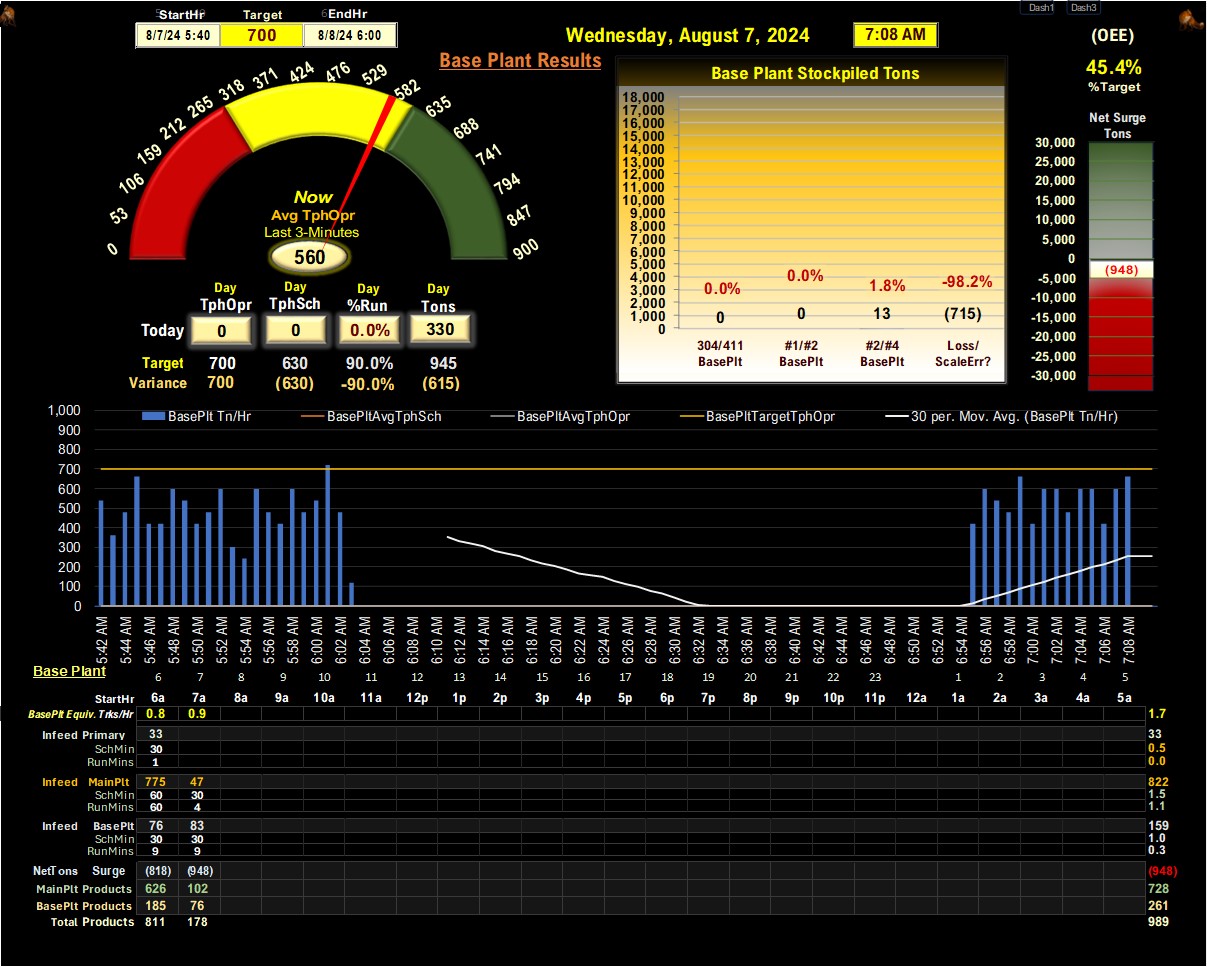 StartHr Target EndHr
8/7/24 5:40 700 8/8/24 6:00
Wednesday, August 7, 2024 7:08 AM
Dash1 Dash3
(OEE)
45.4%
%Target
Base Plant Results
0 53 106 159 212 265 318 371 424 476 529 582 635 688 741 794 847 900
Now
Avg TphOpr
Last 3-Minutes
560
Day Day Day Day
TphOpr TphSch %Run Tons
Today 0 0 0.0% 330
Target 700 630 90.0% 945
Variance 700 (630) -90.0% (615)
Base Plant Stockpiled Tons
18,000
17,000
16,000
15,000
14,000
13,000
12,000
11,000
10,000
9,000
8,000
7,000
6,000
5,000
4,000
3,000
2,000
1,000
0
0.0% 0.0% 1.8% -98.2%
0 0 13 (715)
304/411 #1/#2 #2/#4 Loss/
BasePlt BasePlt BasePlt ScaleErr?
Net Surge
Tons
30,000
25,000
20,000
15,000
10,000
5,000
0
(948)
-5,000
-10,000
-15,000
-20,000
-25,000
-30,000
BasePlt Tn/Hr BasePltAvgTphSch BasePltAvgTphOpr BasePltTargetTphOpr 30 per. Mov. Avg. (BasePlt Tn/Hr)
1,000
900
800
700
600
500
400
300
200
100
0
5:42 AM 5:44 AM 5:46 AM 5:48 AM 5:50 AM 5:52 AM 5:54 AM 5:56 AM 5:58 AM 6:00 AM 6:02 AM 6:04 AM 6:06 AM 6:08 AM 6:10 AM 6:12 AM 6:14 AM 6:16 AM 6:18 AM 6:20 AM 6:22 AM 6:24 AM 6:26 AM 6:28 AM 6:30 AM 6:32 AM 6:34 AM 6:36 AM 6:38 AM 6:40 AM 6:42 AM 6:44 AM 6:46 AM 6:48 AM 6:50 AM 6:52 AM 6:54 AM 6:56 AM 6:58 AM 7:00 AM 7:02 AM 7:04 AM 7:06 AM 7:08 AM
Base Plant
6 7 8 9 10 11 12 13 14 15 16 17 18 19 20 21 22 23 1 2 3 4 5
StartHr 6a 7a 8a 9a 10a 11a 12p 1p 2p 3p 4p 5p 6p 7p 8p 9p 10p 11p 12a 1a 2a 3a 4a 5a
BasePlt Equiv. Trks/Hr 0.8 0.9 1.7
Infeed Primary 33 33
SchMin 30 0.5
RunMins 1 0.0
Infeed MainPlt 775 47 822
SchMin 60 30 1.5
RunMins 60 4 1.1
Infeed BasePlt 76 83 159
SchMin 30 30 1.0
RunMins 9 9 0.3
NetTons Surge (818) (948) (948)
MainPlt Products 626 102 728
BasePlt Products 185 76 261
Total Products 811 178 989